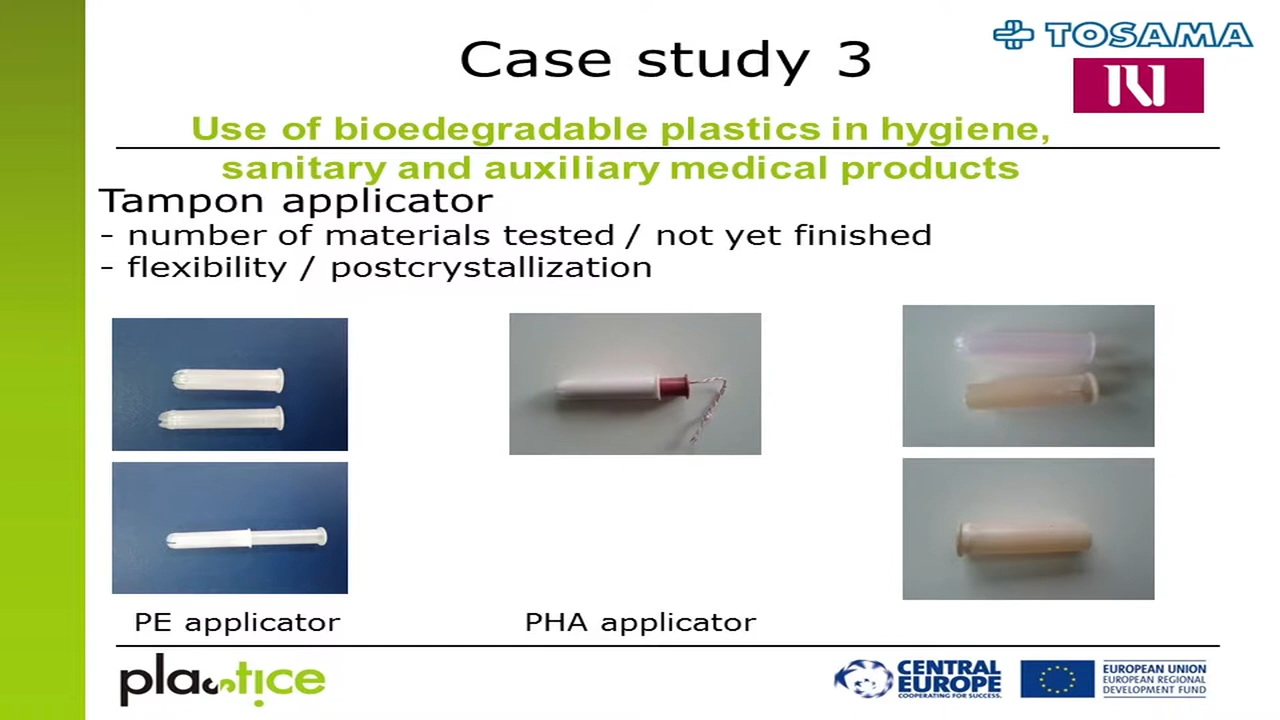 Case study 3
TOSAMA
Use of bioedegradable plastics in hygiene,
sanitary and auxiliary medical products
Tampon applicator
- number of materials tested / not yet finished
- flexibility / postcrystallization
PE applicator
PHA applicator
plastice
CENTRAL
EUROPE
COOPERATING FOR SUCCESS.
EUROPEAN UNION
EUROPEAN REGIONAL
DEVELOPMENT FUND